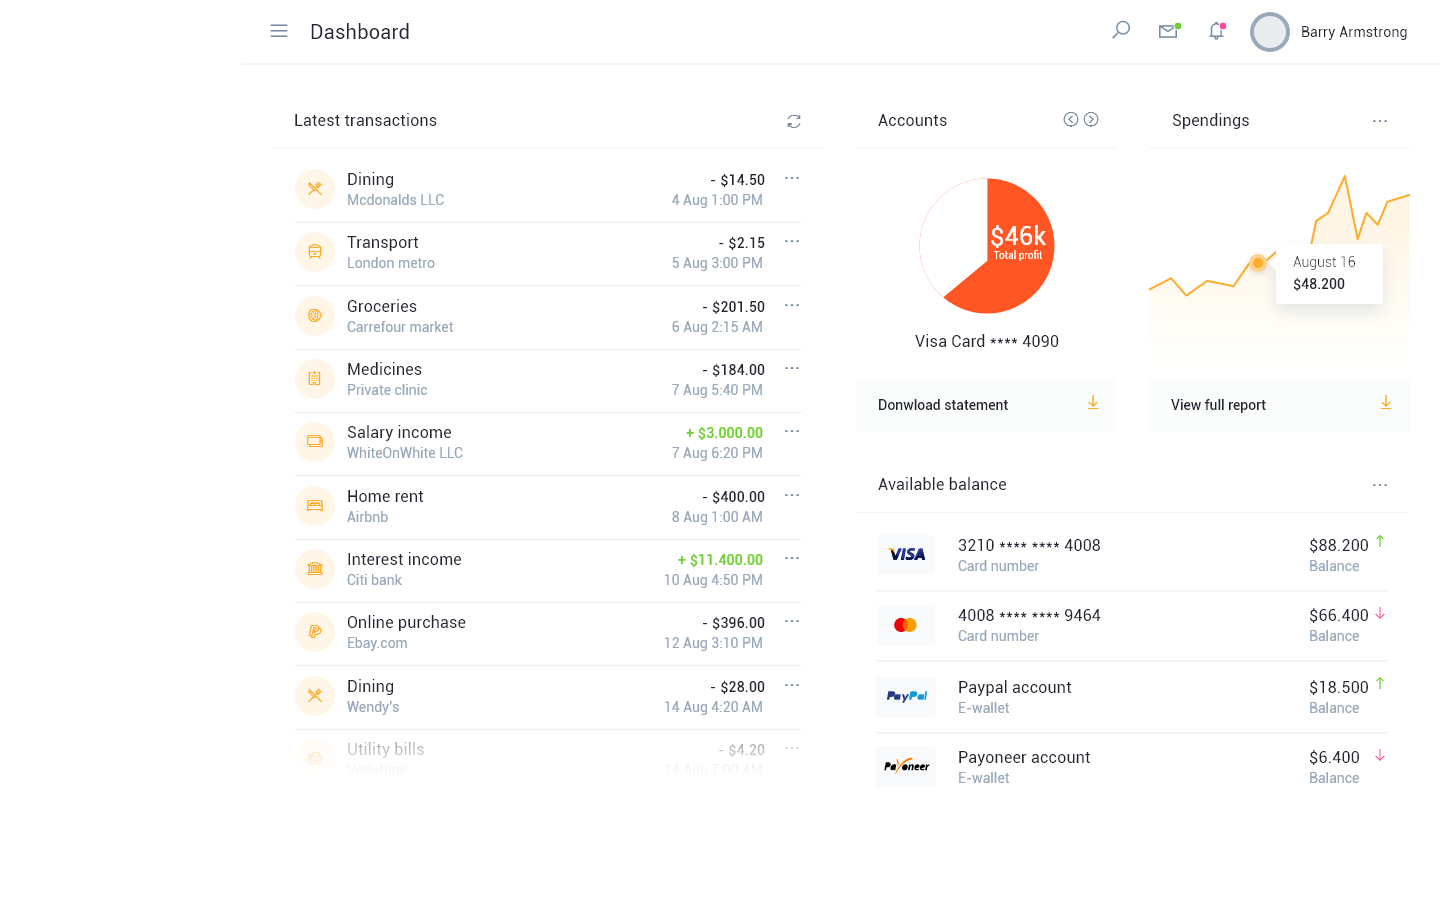 Dashboard
Barry Armstrong
Latest transactions
Dining
- $14.50
Mcdonalds LLC
4 Aug 1:00 PM
Transport
- $2.15
London metro
5 Aug 3:00 PM
Groceries
- $201.50
Carrefour market
6 Aug 2:15 AM
Medicines
- $184.00
Private clinic
7 Aug 5:40 PM
Salary income
+ $3.000.00
WhiteOnWhite LLC
7 Aug 6:20 PM
Home rent
- $400.00
Airbnb
8 Aug 1:00 AM
Interest income
+ $11.400.00
Citi bank
10 Aug 4:50 PM
Online purchase
- $396.00
Ebay.com
12 Aug 3:10 PM
Dining
- $28.00
Wendy's
14 Aug 4:20 AM
Utility bills
- $4.20
Vodafone
14 Aug 7:00 AM
Accounts
$46k
Total profit
Visa Card **** 4090
Donwload statement
Spendings
August 16
$48.200
View full report
Available balance
VISA
3210 **** **** 4008
$88.200
Card number
Balance
4008 **** **** 9464
$66.400
Card number
Balance
PayPal
Paypal account
$18.500
E-wallet
Balance
Payoneer
Payoneer account
$6.400
E-wallet
Balance